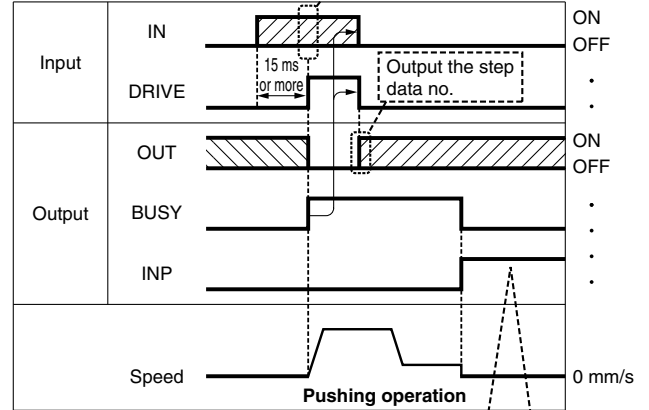 IN
ON
OFF
Input
15 ms
or more
Output the step
data no.
DRIVE
OUT
ON
OFF
Output
BUSY
INP
Speed
0 mm/s
Pushing operation